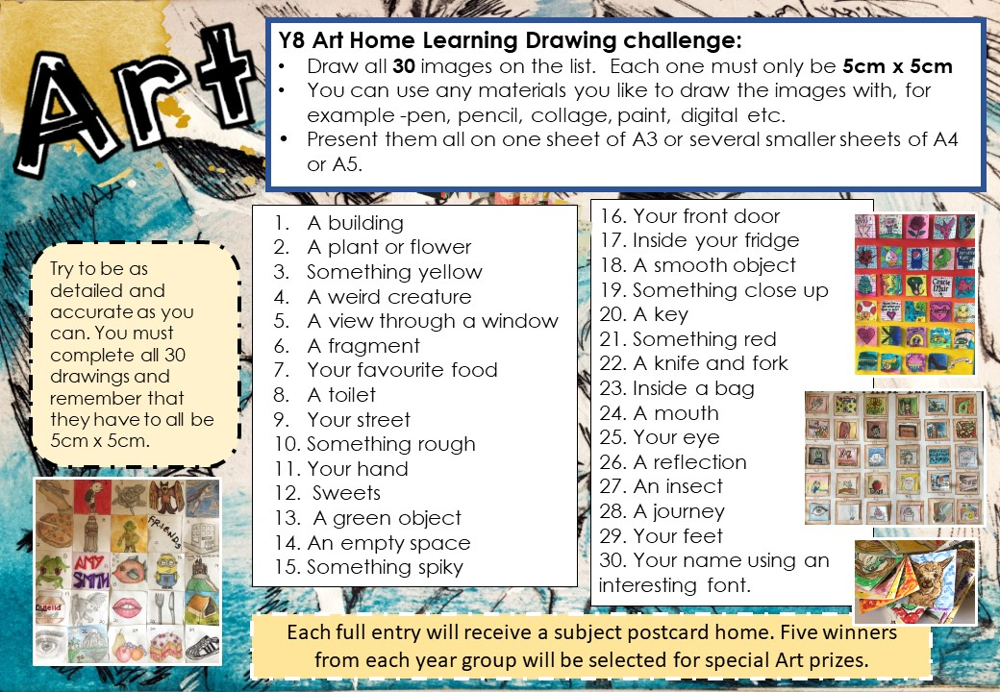 Art
Y8 Art Home Learning Drawing challenge:
• Draw all 30 images on the list. Each one must only be 5cm x 5cm
• You can use any materials you like to draw the images with, for
example -pen, pencil, collage, paint, digital etc.
• Present them all on one sheet of A3 or several smaller sheets of A4
or A5.
Try to be as
detailed and
accurate as you
can. You must
complete all 30
drawings and
remember that
they have to all be
5cm x 5cm.
1. A building
2. A plant or flower
3. Something yellow
4. A weird creature
5. A view through a window
6. A fragment
7. Your favourite food
8. A toilet
9. Your street
10. Something rough
11. Your hand
12. Sweets
13. A green object
14. An empty space
15. Something spiky
16. Your front door
17. Inside your fridge
18. A smooth object
19. Something close up
20. A key
21. Something red
22. A knife and fork
23. Inside a bag
24. A mouth
25. Your eye
26. A reflection
27. An insect
28. A journey
29. Your feet
30. Your name using an
interesting font.
FRIENDS
AMY
SMITH
Each full entry will receive a subject postcard home. Five winners
from each year group will be selected for special Art prizes.